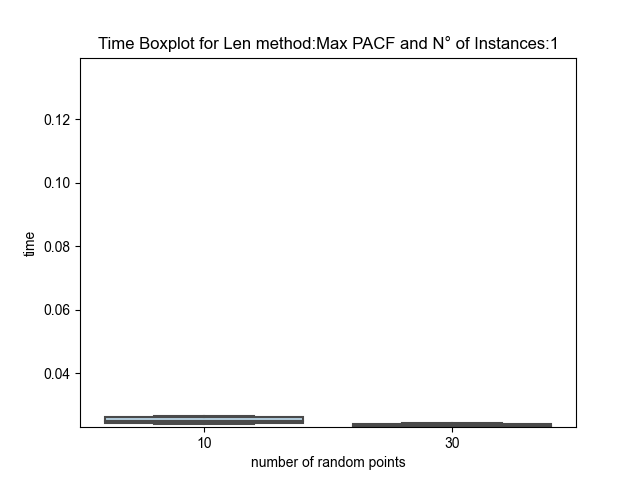 Time Boxplot for Len method:Max PACF and N° of Instances:1
0.12
0.10
0.08
0.06
0.04
time
10
30
number of random points